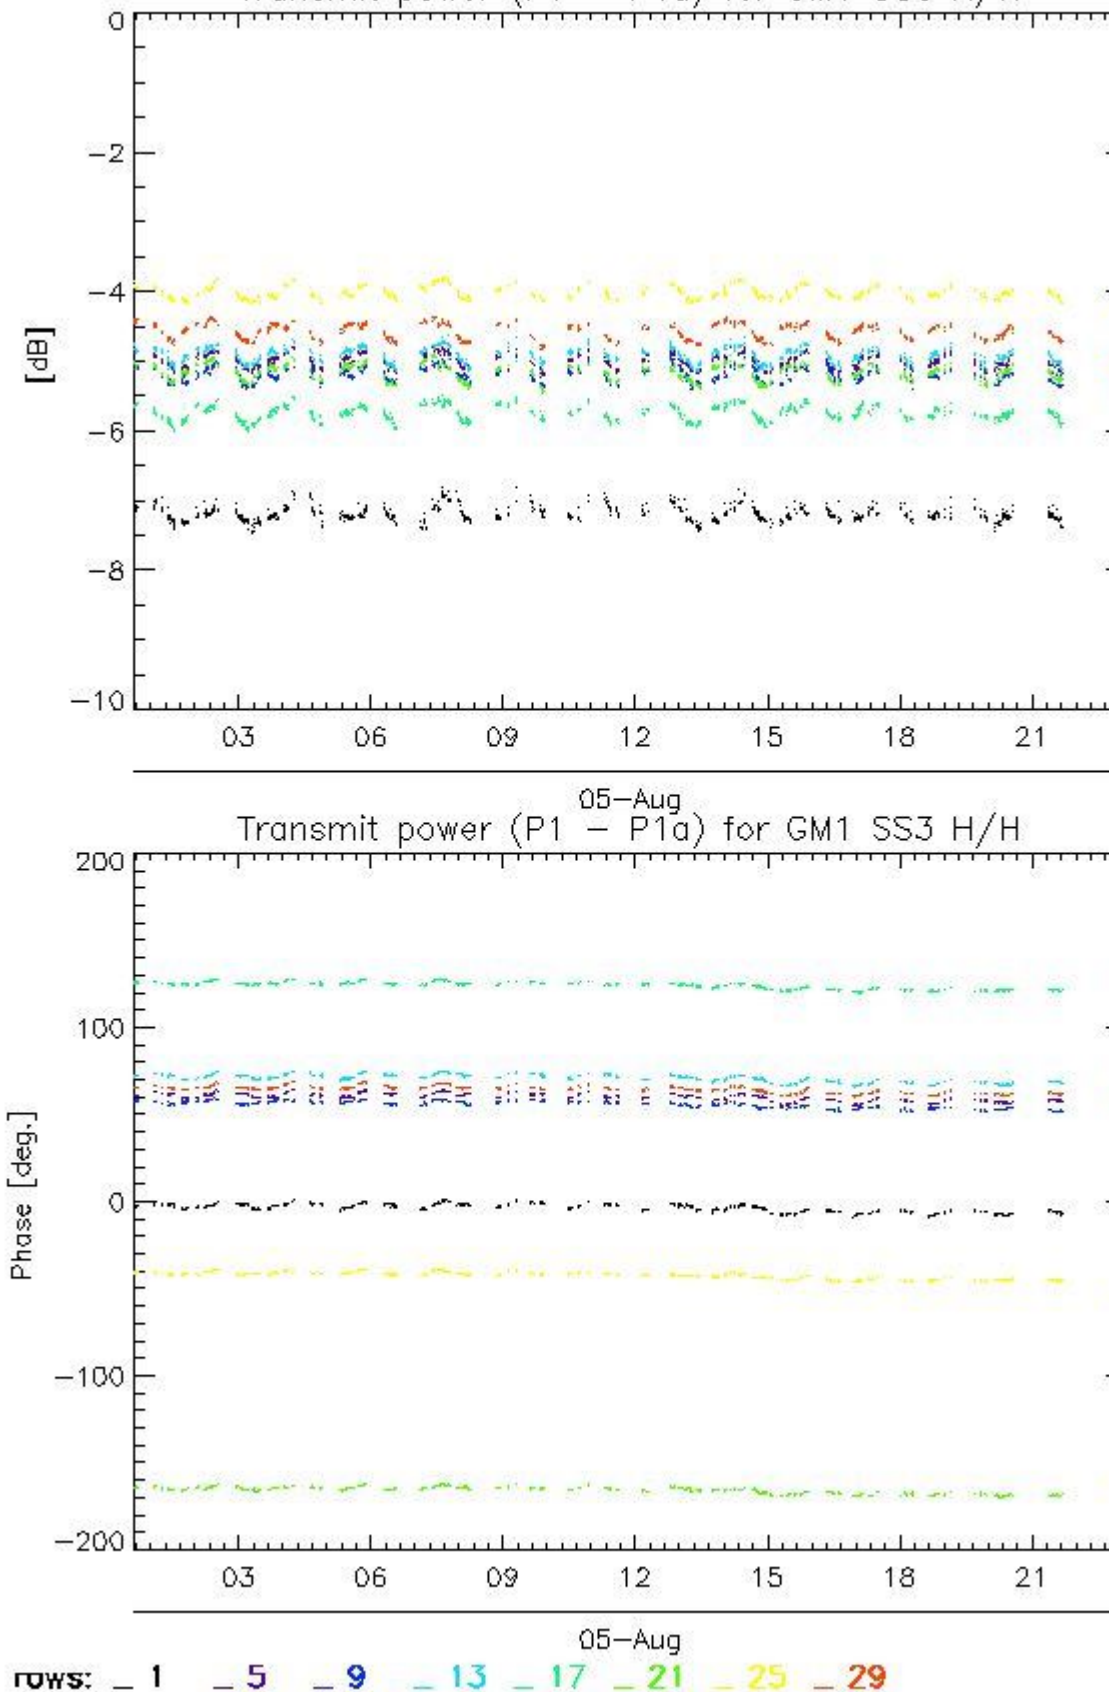 0
−2
−4
[dB]
−6
−8
−10
03 06 09 12 15 18 21
05−Aug
Transmit power (P1 − P1a) for GM1 SS3 H/H
200
100
0
Phase [deg.]
−100
−200
03 06 09 12 15 18 21
05−Aug
rows: _ 1 _ 5 _ 9 _ 13 _ 17 _ 21 _ 25 _ 29